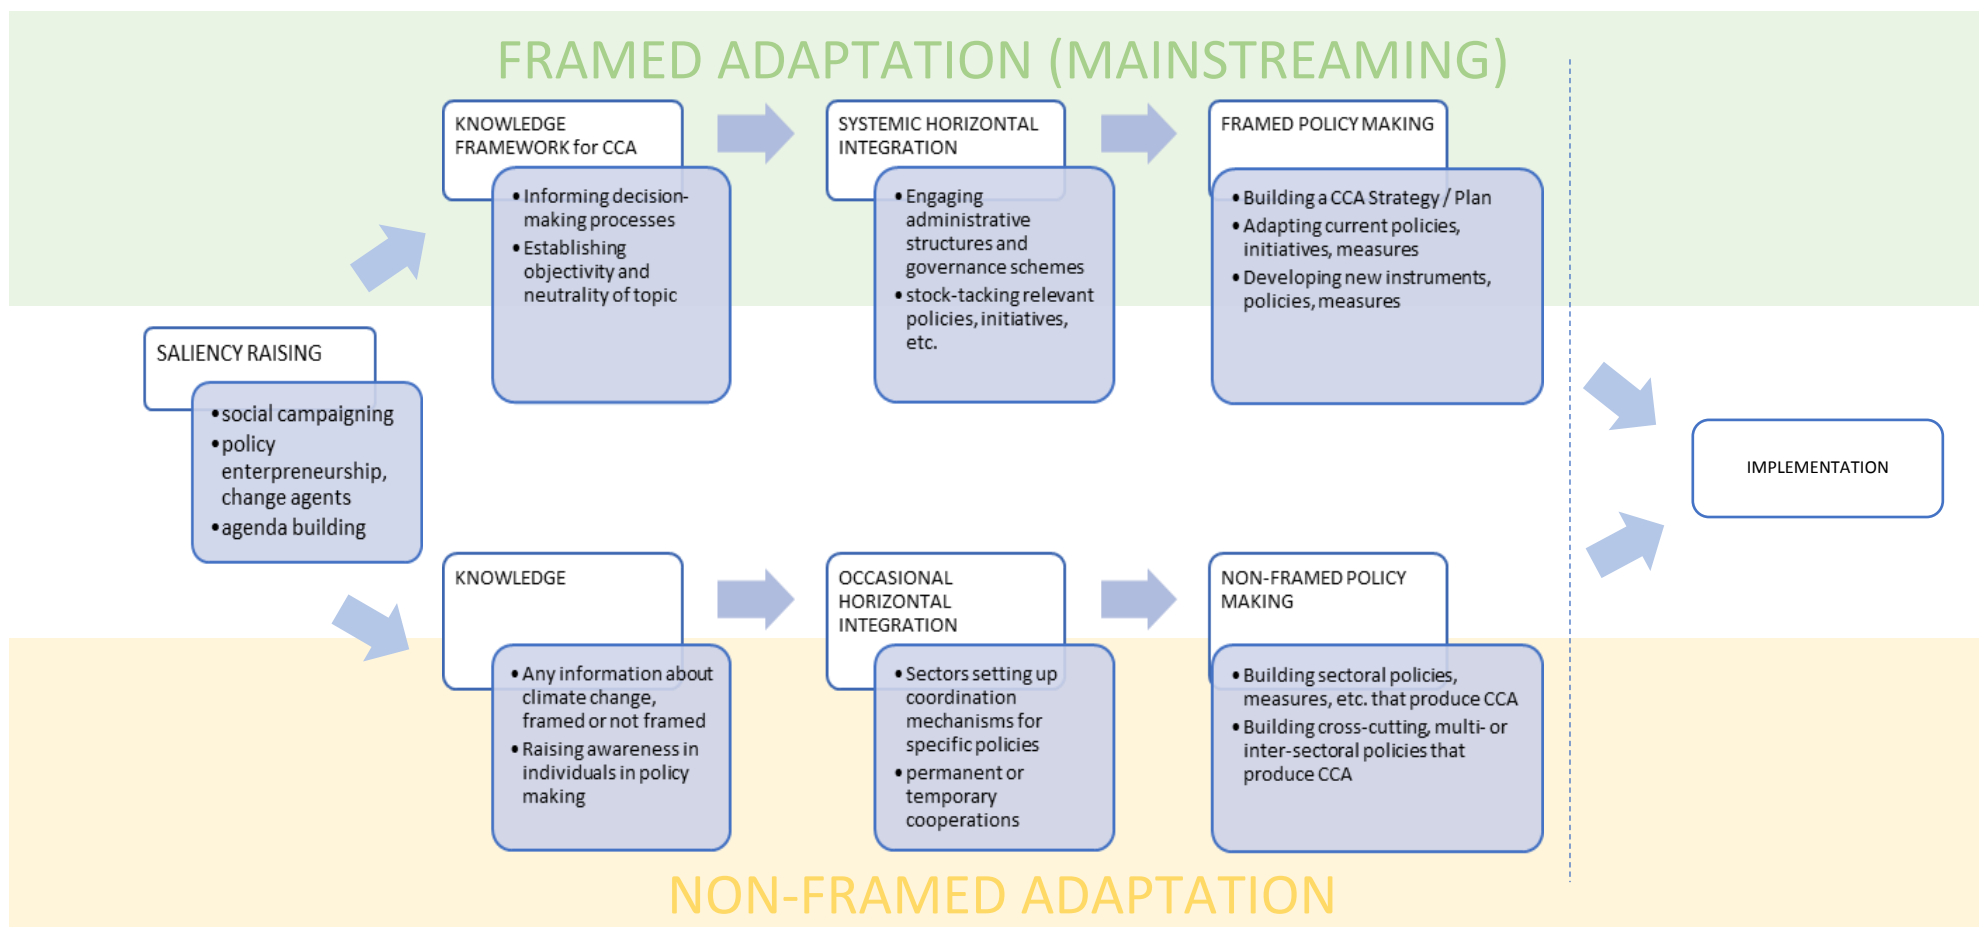 FRAMED ADAPTATION (MAINSTREAMING)
KNOWLEDGE
FRAMEWORK for CCA
• Informing decision-
making processes
• Establishing
objectivity and
neutrality of topic
SYSTEMIC HORIZONTAL
INTEGRATION
• Engaging
administrative
structures and
governance schemes
• stock-tacking relevant
policies, initiatives,
etc.
FRAMED POLICY MAKING
• Building a CCA Strategy / Plan
• Adapting current policies,
initiatives, measures
• Developing new instruments,
policies, measures
SALIENCY RAISING
• social campaigning
• policy
enterpreneurship,
change agents
• agenda building
IMPLEMENTATION
KNOWLEDGE
• Any information about
climate change,
framed or not framed
• Raising awareness in
individuals in policy
making
OCCASIONAL
HORIZONTAL
INTEGRATION
• Sectors setting up
coordination
mechanisms for
specific policies
• permanent or
temporary
cooperations
NON-FRAMED POLICY
MAKING
• Building sectoral policies,
measures, etc. that produce CCA
• Building cross-cutting, multi- or
inter-sectoral policies that
produce CCA
NON-FRAMED ADAPTATION